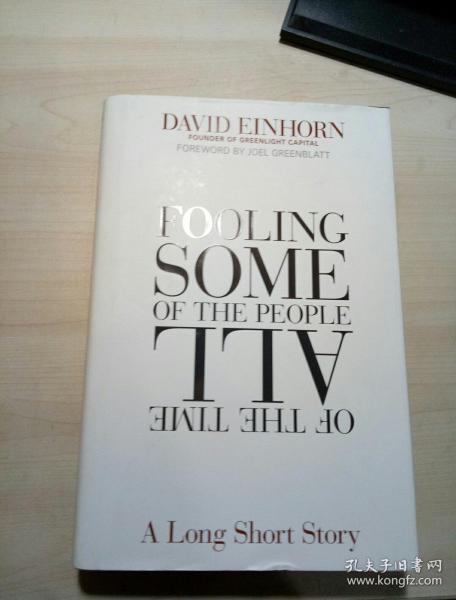 DAVID EINHORN
FOUNDER OF GREENLIGHT CAPITAL
FOREWORD BY JOEL GREENBLATT
FOOLING
SOME
OF THE PEOPLE
ALL
OF THE TIME
A Long Short Story
孔夫子旧书网
www.kongfz.com